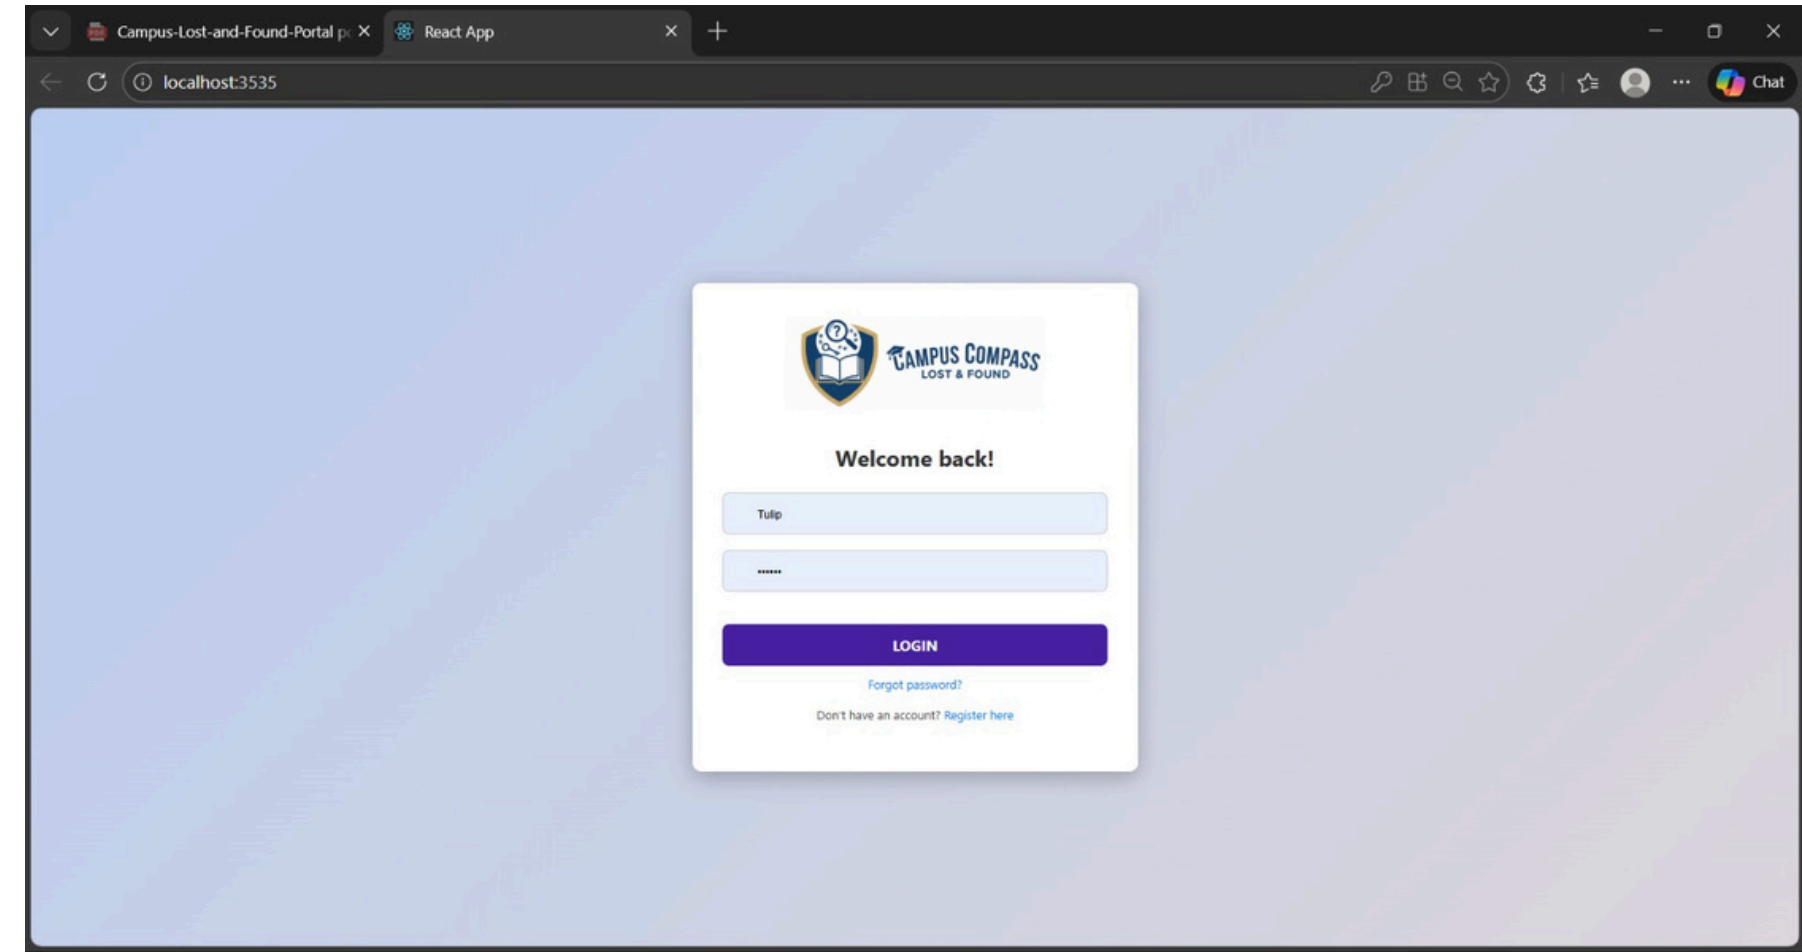 Campus-Lost-and-Found-Portal
React App
localhost:3535
Chat
?
CAMPUS COMPASS
LOST & FOUND
Welcome back!
Tulip
••••••
LOGIN
Forgot password?
Don't have an account? Register here